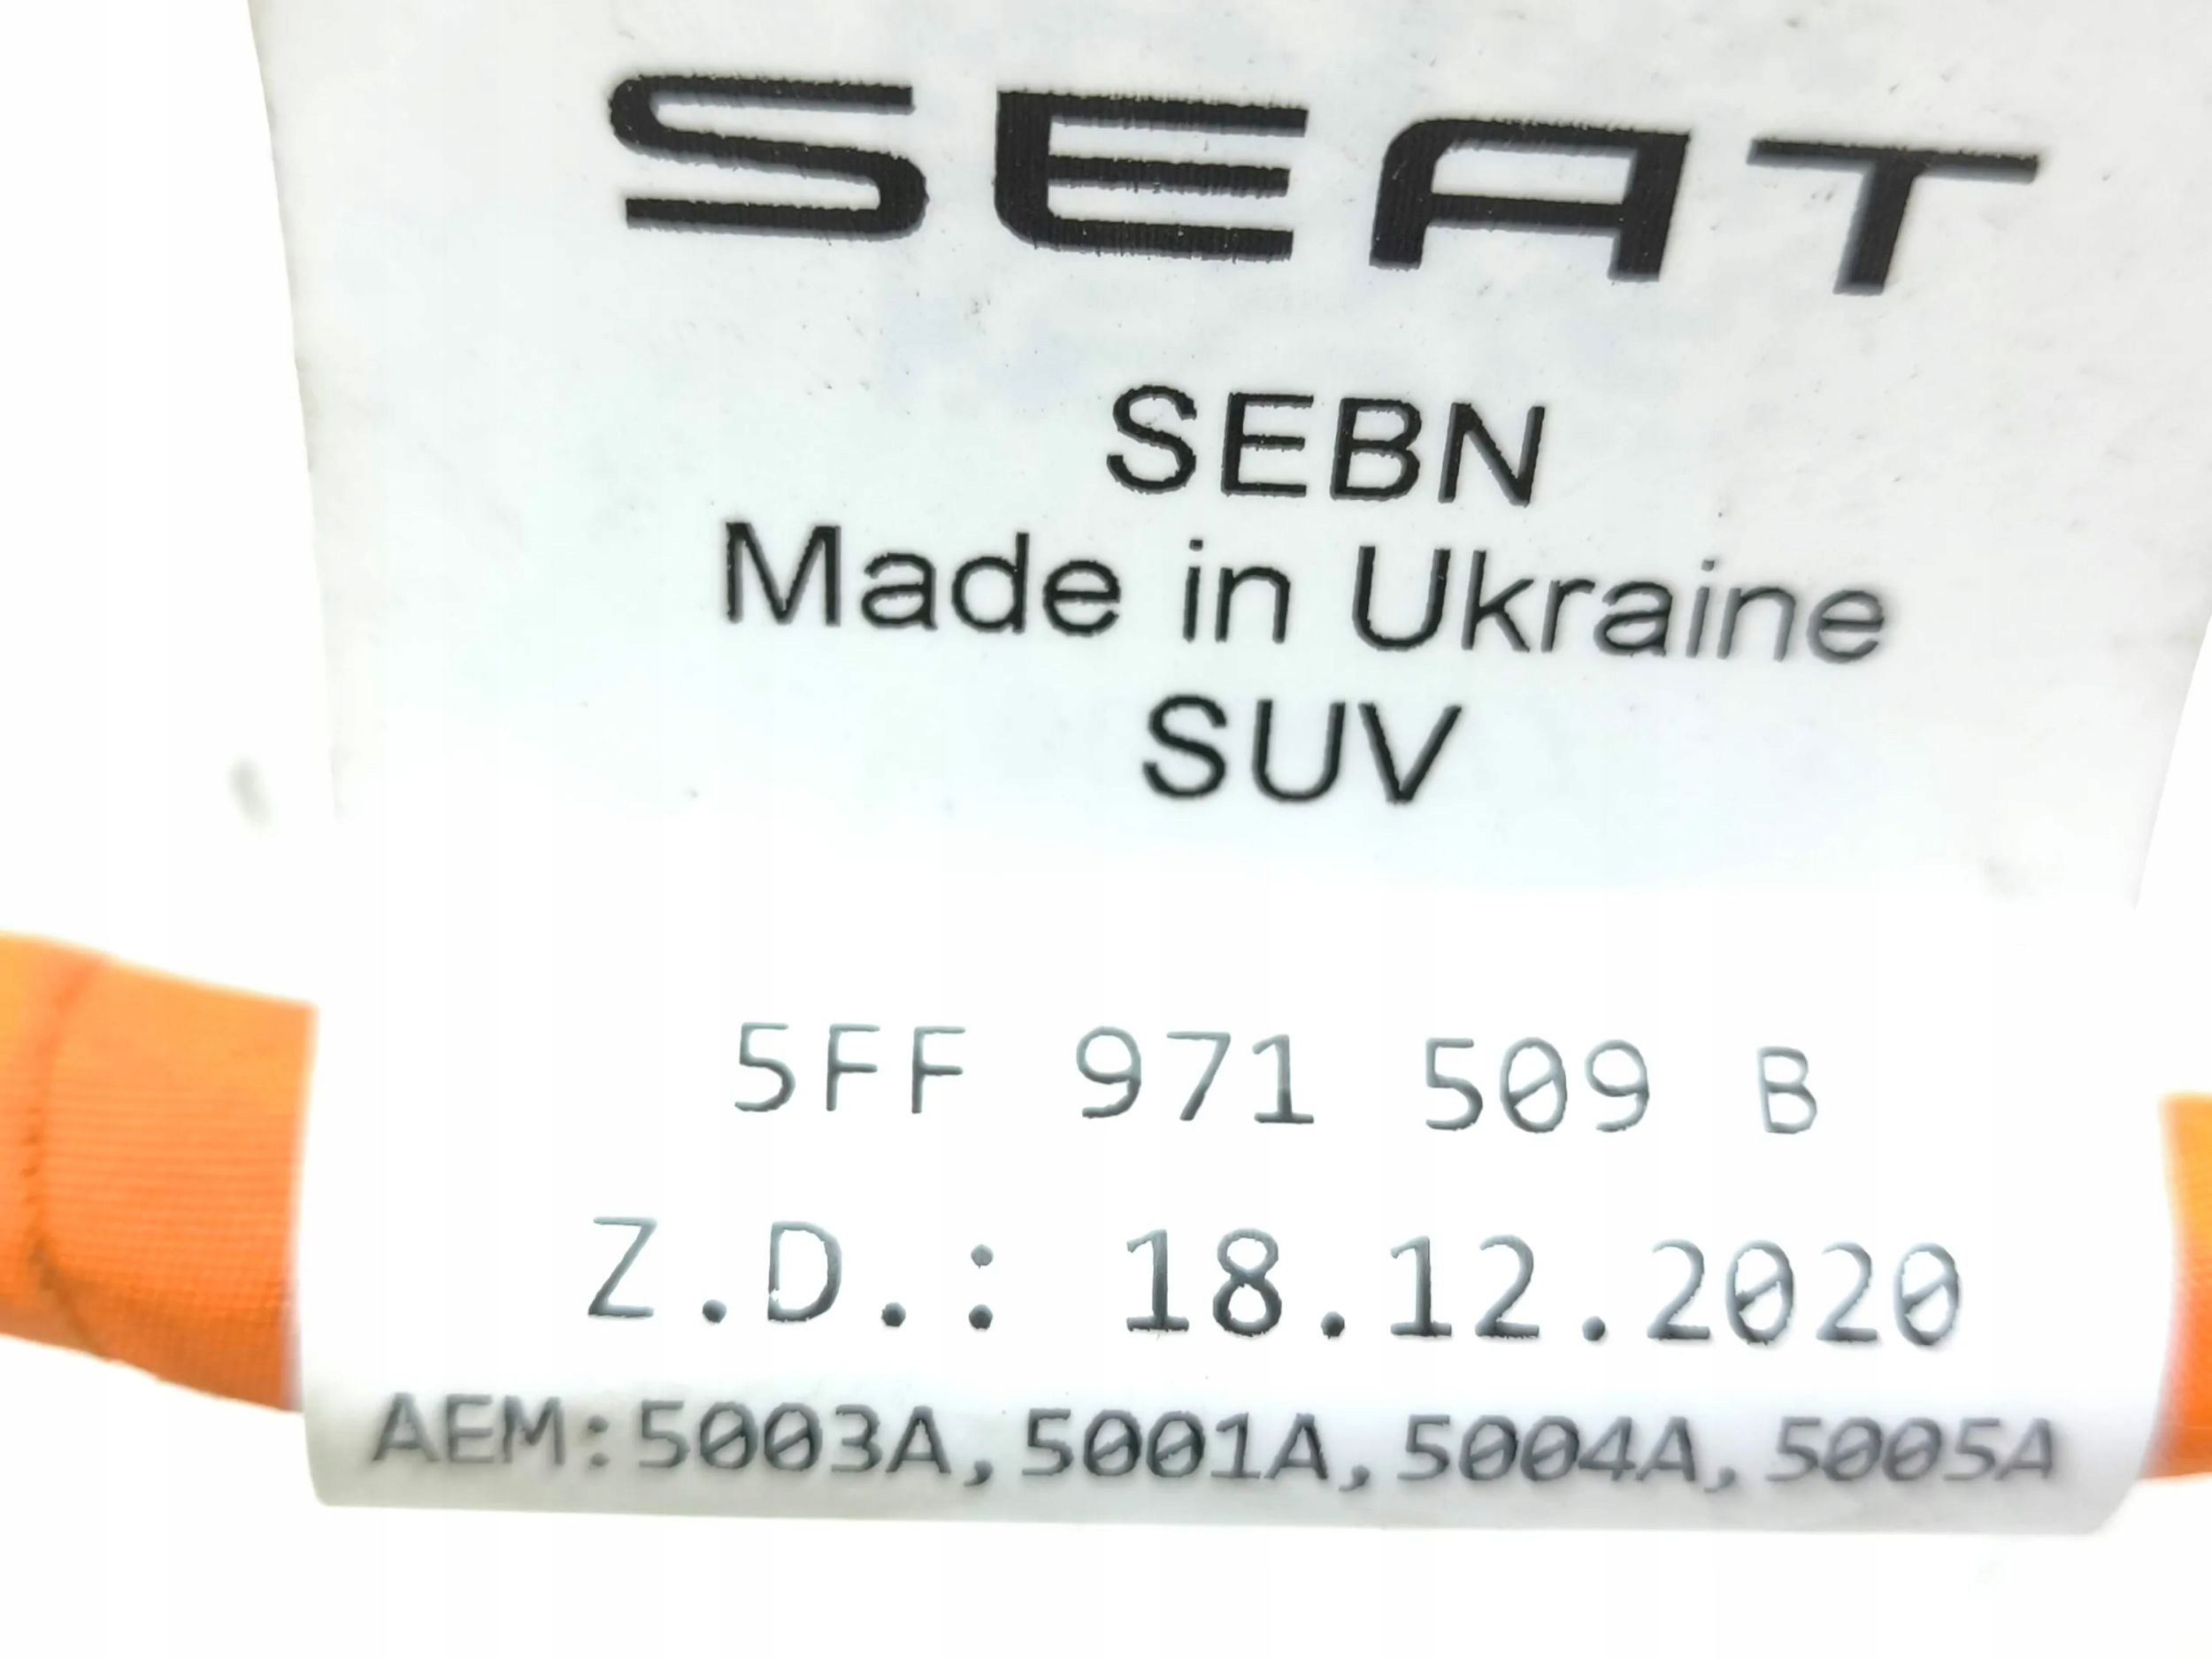 SEAT
SEBN
Made in Ukraine
SUV
5FF 971 509 B
Z.D.: 18.12.2020
AEM:5003A,5001A,5004A,5005A